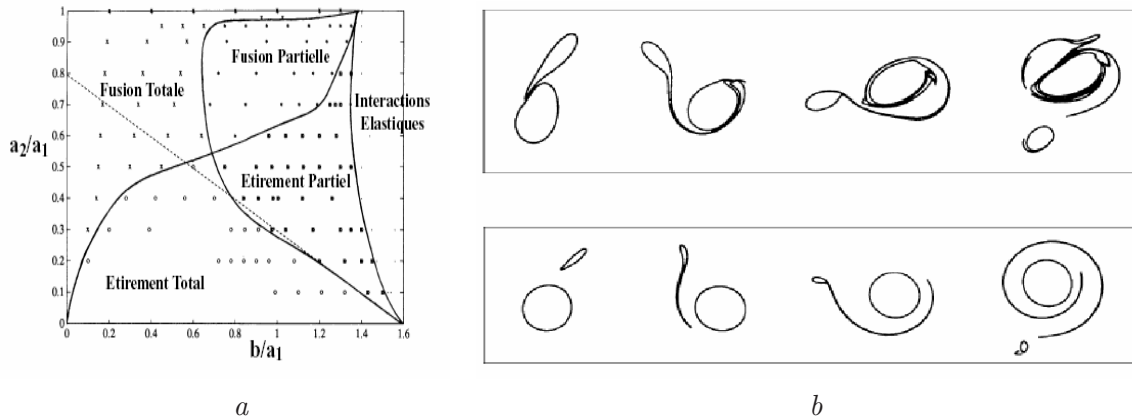 1
0.9
0.8
0.7
0.6
0.5
0.4
0.3
0.2
0.1
0
a2/a1
Fusion Partielle
Fusion Totale
Interactions
Elastiques
Etirement Partiel
Etirement Total
0 0.2 0.4 0.6 0.8 1.0 1.2 1.4 1.6
b/a1
a
b